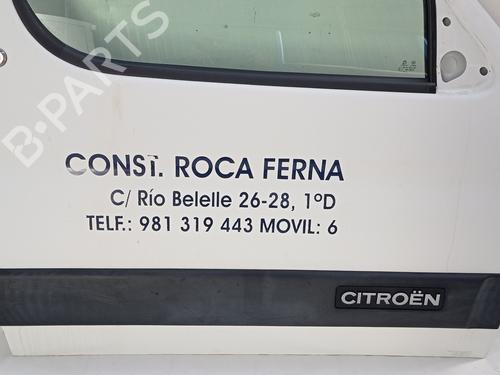 B-PARTS
CONST. ROCA FERNA
C/ Río Belelle 26-28, 1ºD
TELF.: 981 319 443 MOVIL: 6
CITROËN